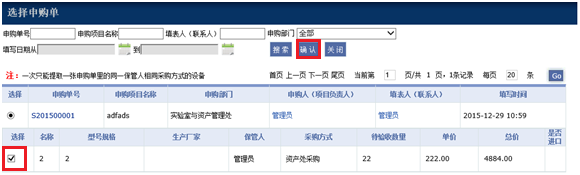 选择申购单
申购单号 申购项目名称 填表人（联系人） 申购部门 全部
填写日期从 到 搜 索 确 认 关 闭
注：一次只能提取一张申购单里的同一保管人相同采购方式的设备 首页 上一页 下一页 尾页 当前第 1 页/共 1 页，1条记录 每页 20 条 Go
选择 申购单号 申购项目名称 申购部门 申购人（项目负责人） 填表人（联系人） 填写时间
S201500001 adfads 实验室与资产管理处 管理员 管理员 2015-12-29 10:59
选择 名称 型号规格 生产厂家 保管人 采购方式 待验收数量 单价 总价 是否进口
2 2 管理员 资产处采购 22 222.00 4884.00